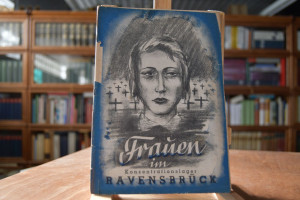 Frauen
im
Konzentrationslager
RAVENSBRÜCK